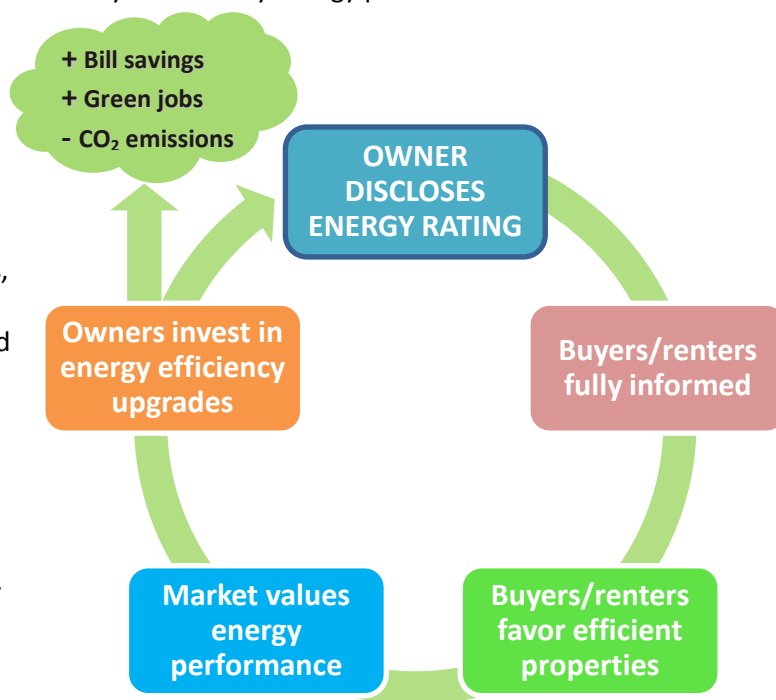 + Bill savings
+ Green jobs
- CO₂ emissions
OWNER
DISCLOSES
ENERGY RATING
Buyers/renters
fully informed
Buyers/renters
favor efficient
properties
Market values
energy
performance
Owners invest in
energy efficiency
upgrades